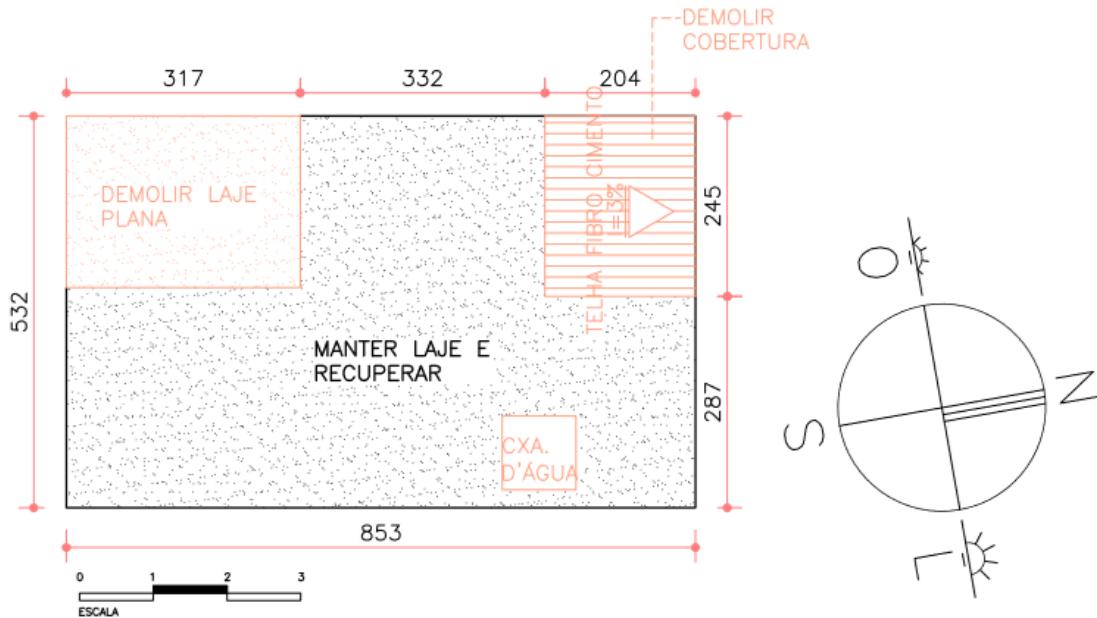 DEMOLIR
COBERTURA
317
332
204
DEMOLIR LAJE
PLANA
TELHA FIBRO CIMENTO
i=3%
245
532
MANTER LAJE E
RECUPERAR
287
CXA.
D'ÁGUA
853
0 1 2 3
ESCALA
O
N
S
L